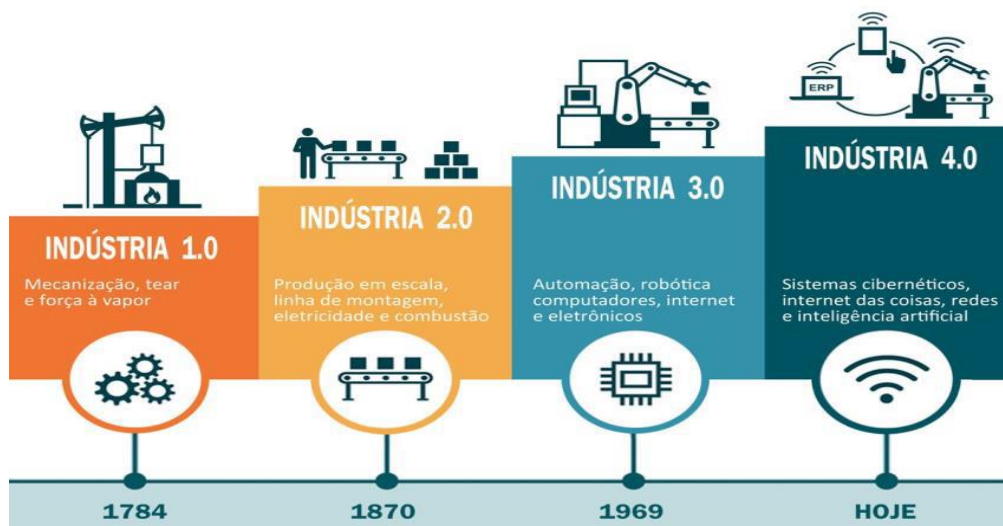 ERP
INDÚSTRIA 1.0
Mecanização, tear
e força à vapor
1784
INDÚSTRIA 2.0
Produção em escala,
linha de montagem,
eletricidade e combustão
1870
INDÚSTRIA 3.0
Automação, robótica
computadores, internet
e eletrônicos
1969
INDÚSTRIA 4.0
Sistemas cibernéticos,
internet das coisas, redes
e inteligência artificial
HOJE